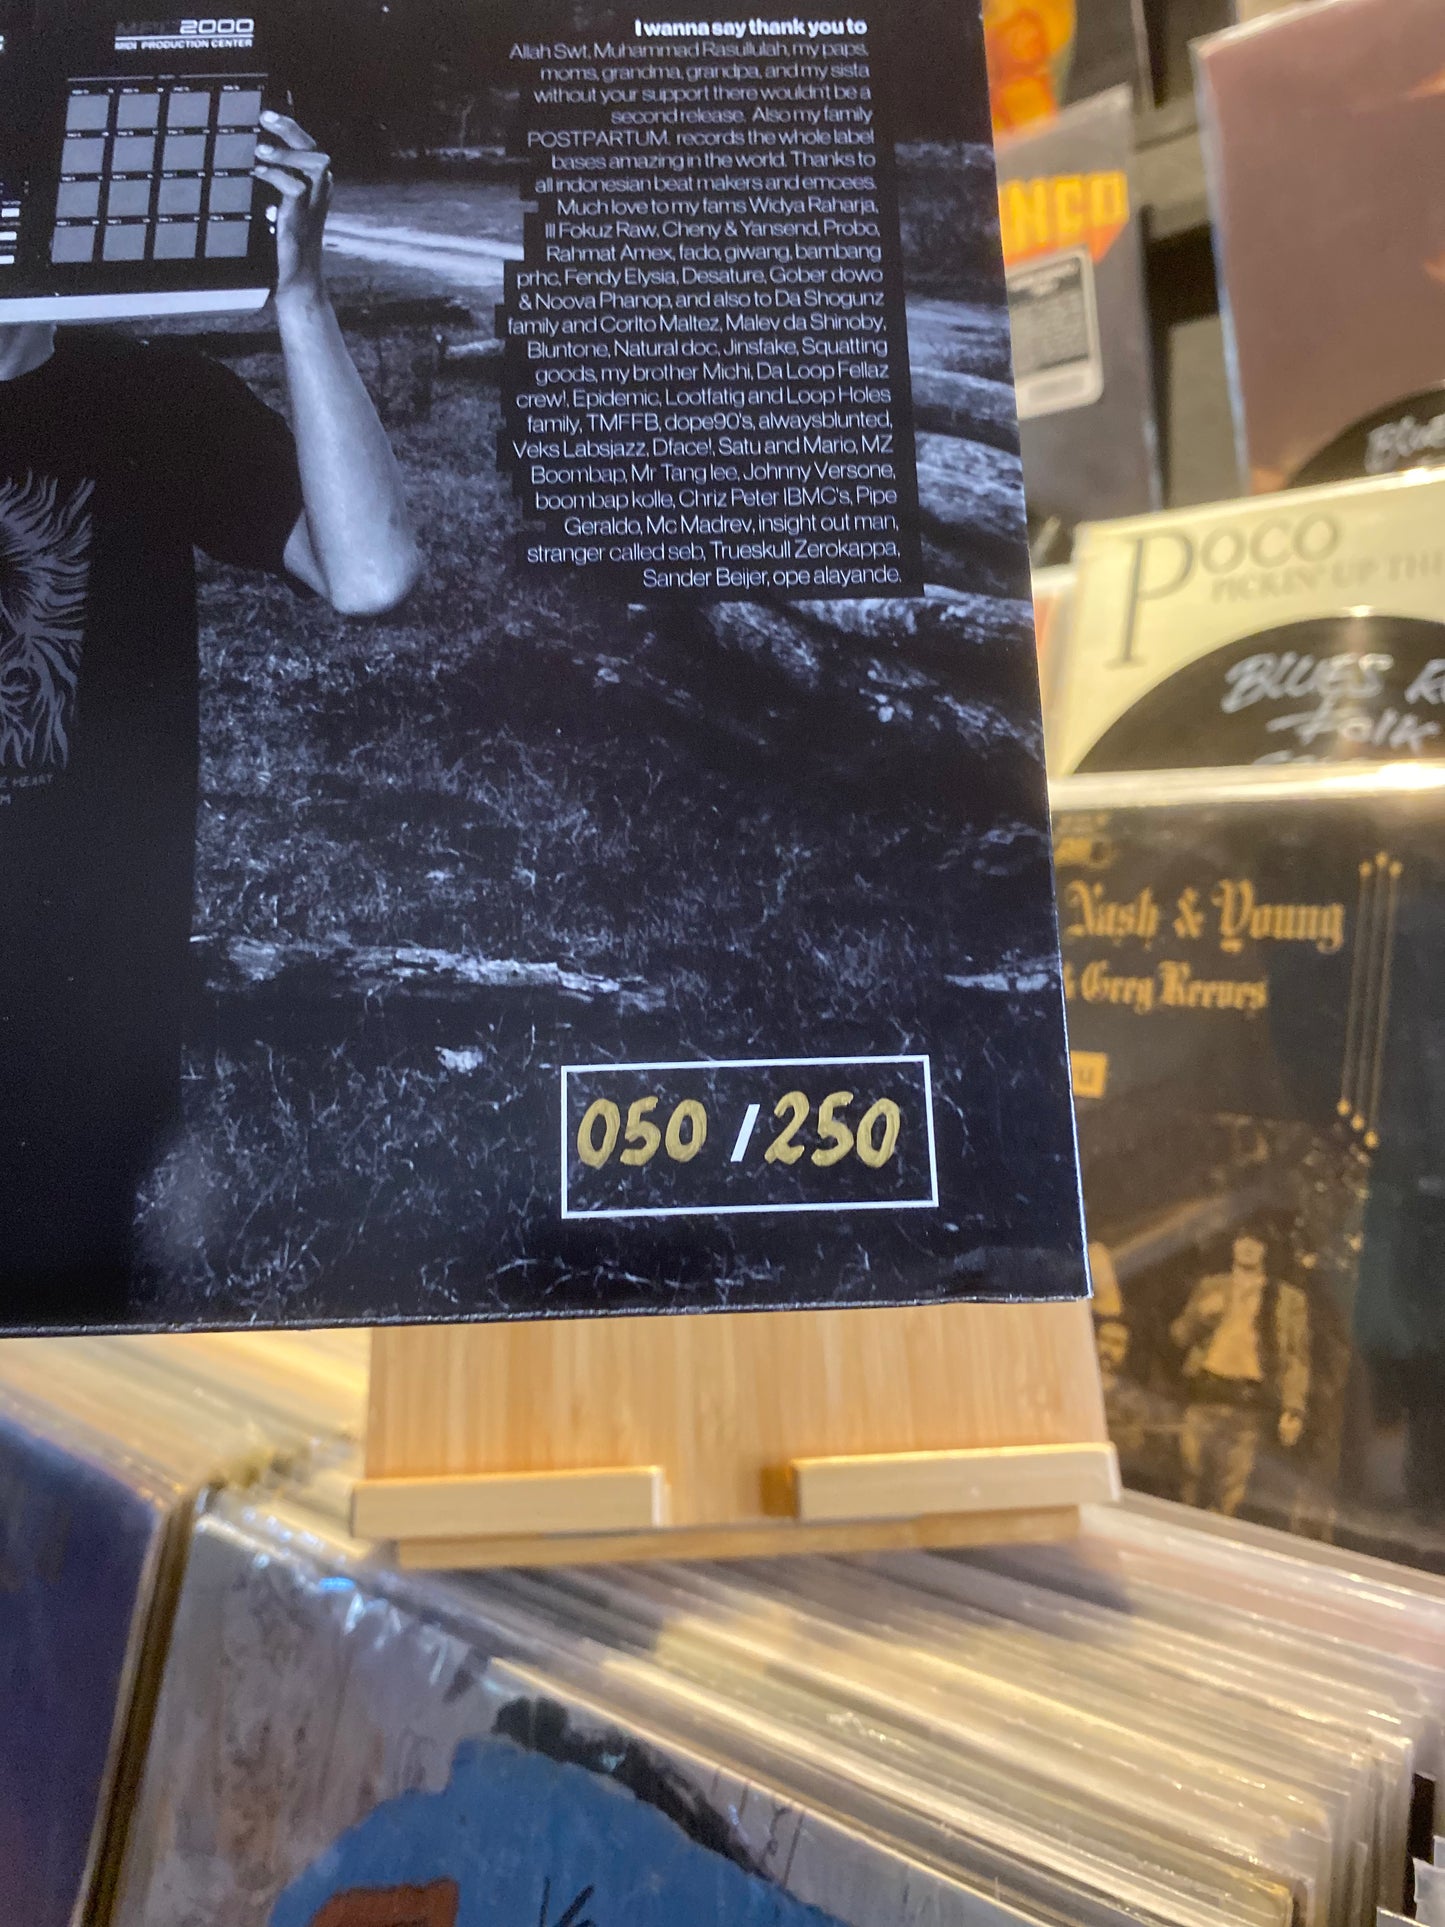 2000
MIDI PRODUCTION CENTER
I wanna say thank you to
Allah Swt, Muhammad Rasullulah, my paps,
moms, grandma, grandpa, and my sista
without your support there wouldnt be a
second release. Also my family
POSTPARTUM. records the whole label
bases amazing in the world. Thanks to
all indonesian beat makers and emcees.
Much love to my fams Widya Raharja,
Ill Fokuz Raw, Cheny & Yansend, Probo,
Rahmat Amex, fado, giwang, bambang
prhc, Fendy Elysia, Desature, Gober dowo
& Noova Phanop, and also to Da Shogunz
family and Corlto Maltez, Malev da Shinoby,
Bluntone, Natural doc, Jinsfake, Squatting
goods, my brother Michi, Da Loop Fellaz
crew!, Epidemic, Lootfatig and Loop Holes
family, TMFFB, dope90's, alwaysblunted,
Veks Labsjazz, Dface!, Satu and Mario, MZ
Boombap, Mr Tang lee, Johnny Versone,
boombap kolle, Chriz Peter IBMC's, Pipe
Geraldo, Mc Madrev, insight out man,
stranger called seb, Trueskull Zerokappa,
Sander Beijer, ope alayande.
HEART
050 / 250
POCO
PICKIN' UP THE
BLUES
Folk
Nash & Young
& Greg Reeves